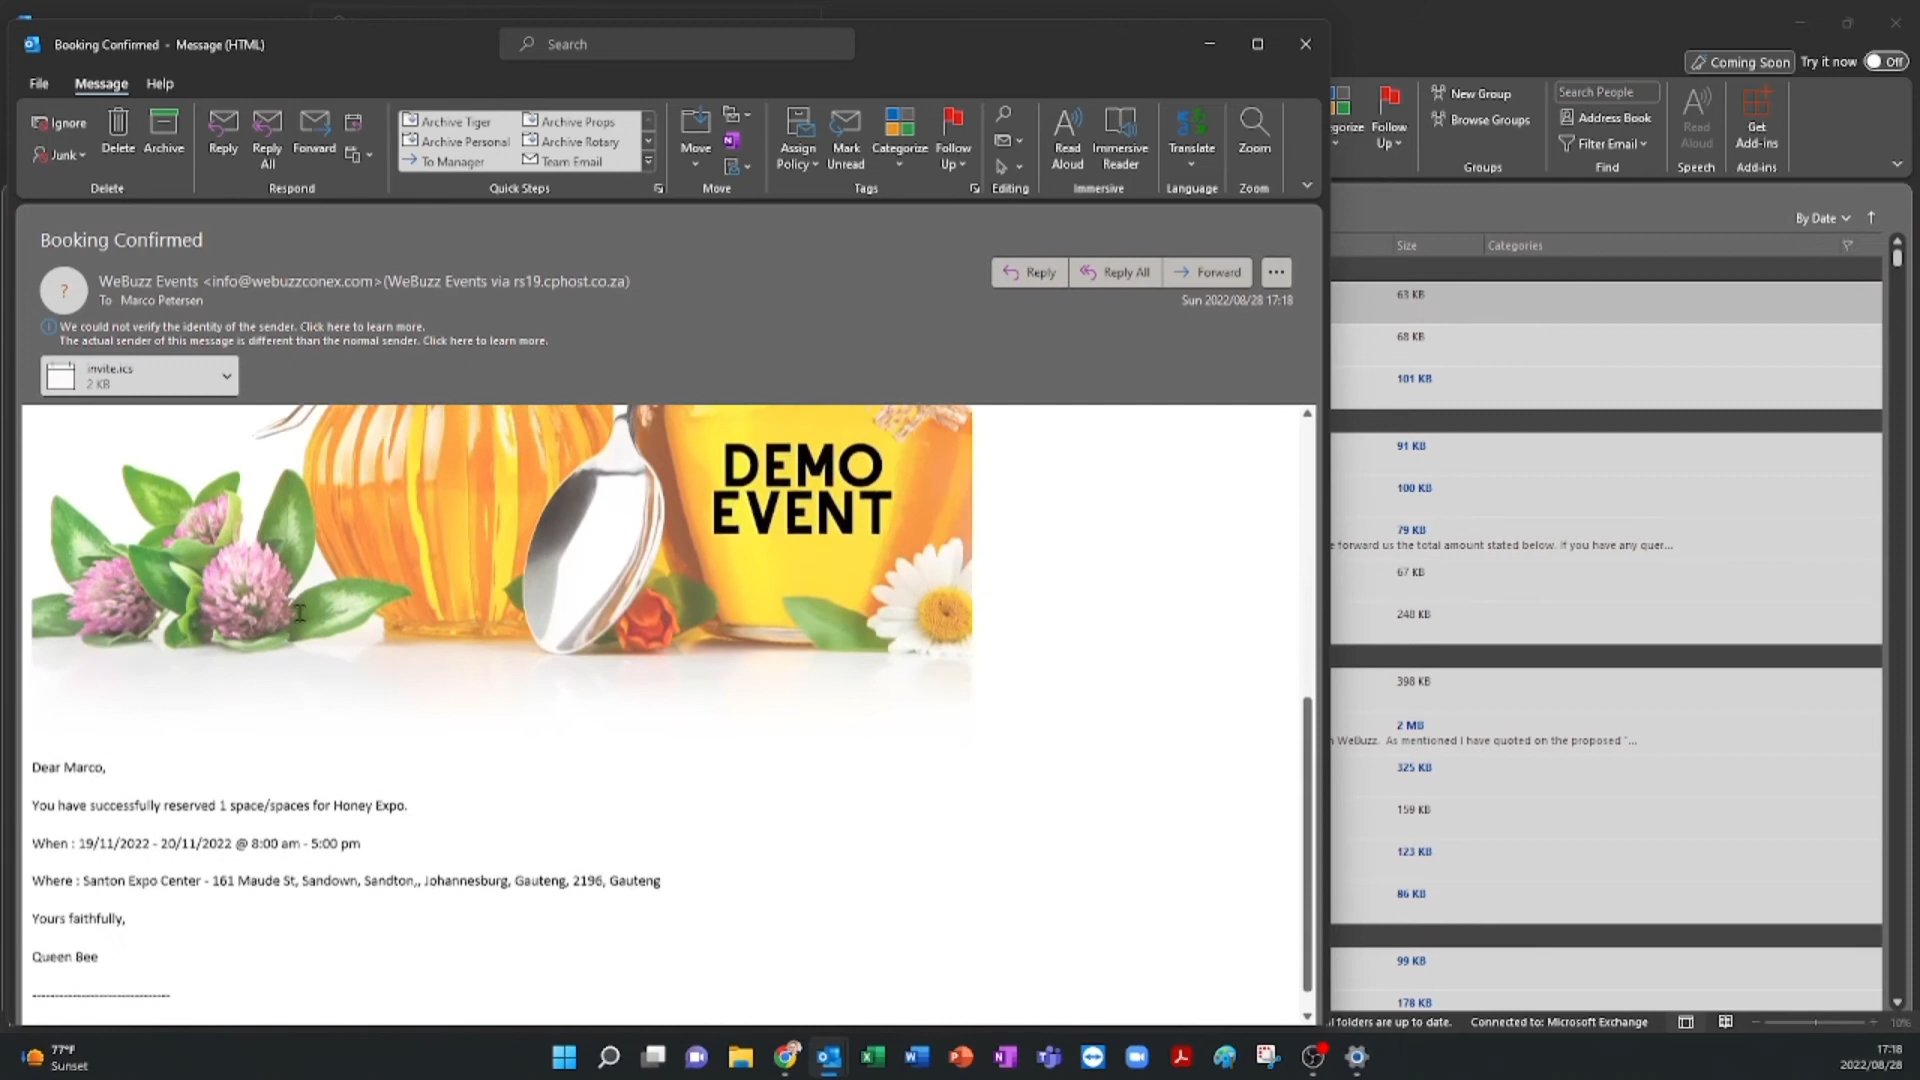 Booking Confirmed - Message (HTML)
Search
File
Message
Help
Coming Soon
Try it now
Off
Ignore
Junk
Delete
Archive
Delete
Reply
Reply All
Forward
Respond
Archive Tiger
Archive Props
Archive Personal
Archive Rotary
To Manager
Team Email
Quick Steps
Move
Move
Assign Policy
Mark Unread
Categorize
Follow Up
Tags
Editing
Read Aloud
Immersive Reader
Immersive
Translate
Language
Zoom
Zoom
Follow Up
New Group
Browse Groups
Groups
Search People
Address Book
Filter Email
Find
Read Aloud
Speech
Get Add-ins
Add-ins
Booking Confirmed
?
WeBuzz Events <info@webuzzconex.com>(WeBuzz Events via rs19.cphost.co.za)
To Marco Petersen
Reply
Reply All
Forward
Sun 2022/08/28 17:18
We could not verify the identity of the sender. Click here to learn more.
The actual sender of this message is different than the normal sender. Click here to learn more.
invite.ics
2 KB
DEMO
EVENT
Dear Marco,
You have successfully reserved 1 space/spaces for Honey Expo.
When : 19/11/2022 - 20/11/2022 @ 8:00 am - 5:00 pm
Where : Santon Expo Center - 161 Maude St, Sandown, Sandton,, Johannesburg, Gauteng, 2196, Gauteng
Yours faithfully,
Queen Bee
------------------------------
By Date
Size
Categories
63 KB
68 KB
101 KB
91 KB
100 KB
79 KB
forward us the total amount stated below. If you have any quer...
67 KB
248 KB
398 KB
2 MB
WeBuzz. As mentioned I have quoted on the proposed "...
325 KB
159 KB
123 KB
86 KB
99 KB
178 KB
folders are up to date.
Connected to: Microsoft Exchange
10%
77°F
Sunset
17:18
2022/08/28